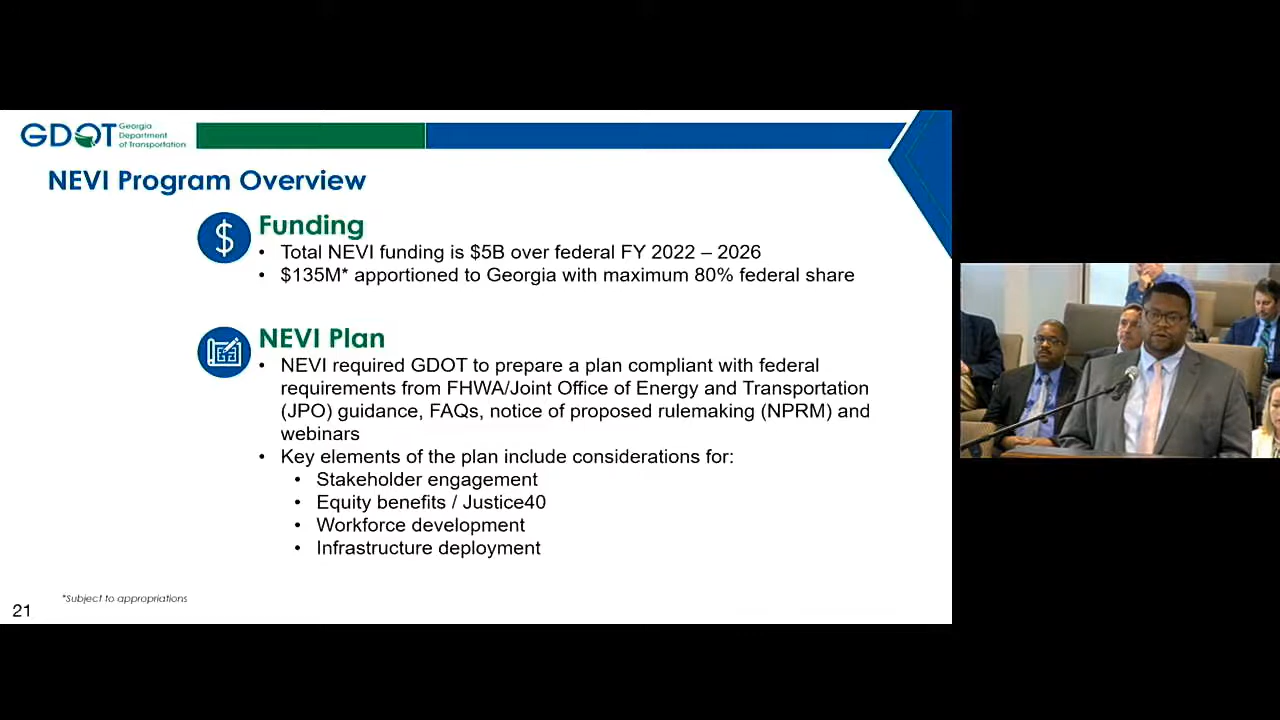 GDOT
Georgia
Department
of Transportation
NEVI Program Overview
$
Funding
• Total NEVI funding is $5B over federal FY 2022 – 2026
• $135M* apportioned to Georgia with maximum 80% federal share
NEVI Plan
• NEVI required GDOT to prepare a plan compliant with federal
requirements from FHWA/Joint Office of Energy and Transportation
(JPO) guidance, FAQs, notice of proposed rulemaking (NPRM) and
webinars
• Key elements of the plan include considerations for:
• Stakeholder engagement
• Equity benefits / Justice40
• Workforce development
• Infrastructure deployment
*Subject to appropriations
21